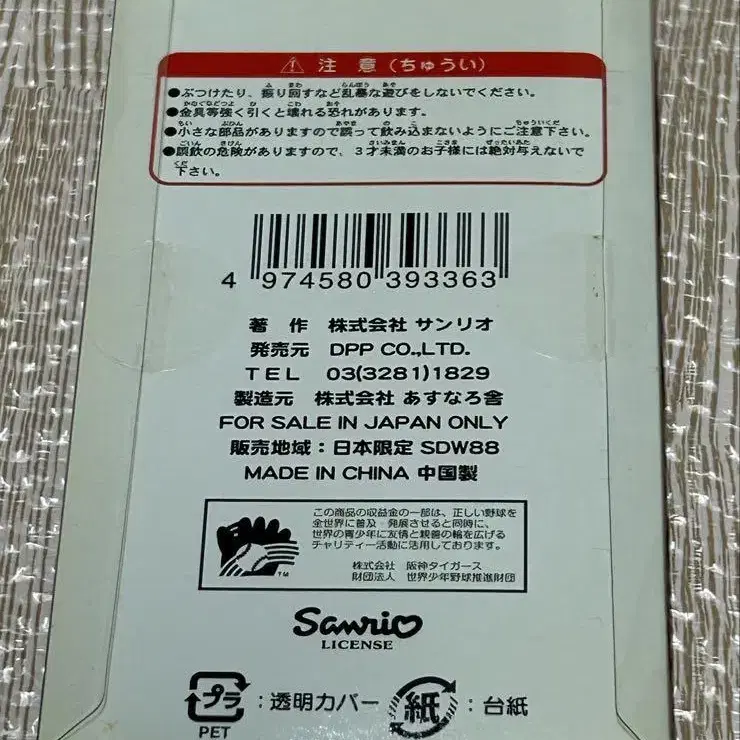 ⚠ 注意(ちゅうい)
●ぶつけたり、振り回すなど乱暴な遊びをしないでください。
●金具等強く引くと壊れる恐れがあります。
●小さな部品がありますので誤って飲み込まないようにご注意下さい。
●誤飲の危険がありますので、3才未満のお子様には絶対与えないで
下さい。
4 974580 393363
著作 株式会社 サンリオ
発売元 DPP CO.,LTD.
TEL 03(3281)1829
製造元 株式会社 あすなろ舎
FOR SALE IN JAPAN ONLY
販売地域：日本限定 SDW88
MADE IN CHINA 中国製
この商品の収益金の一部は、正しい野球を
全世界に普及・発展させると同時に、
世界の青少年に友情と親善の輪を広げる
チャリティー活動に活用しております。
株式会社 阪神タイガース
財団法人 世界少年野球推進財団
TM
Sanrio
LICENSE
プラ：透明カバー 紙：台紙
PET